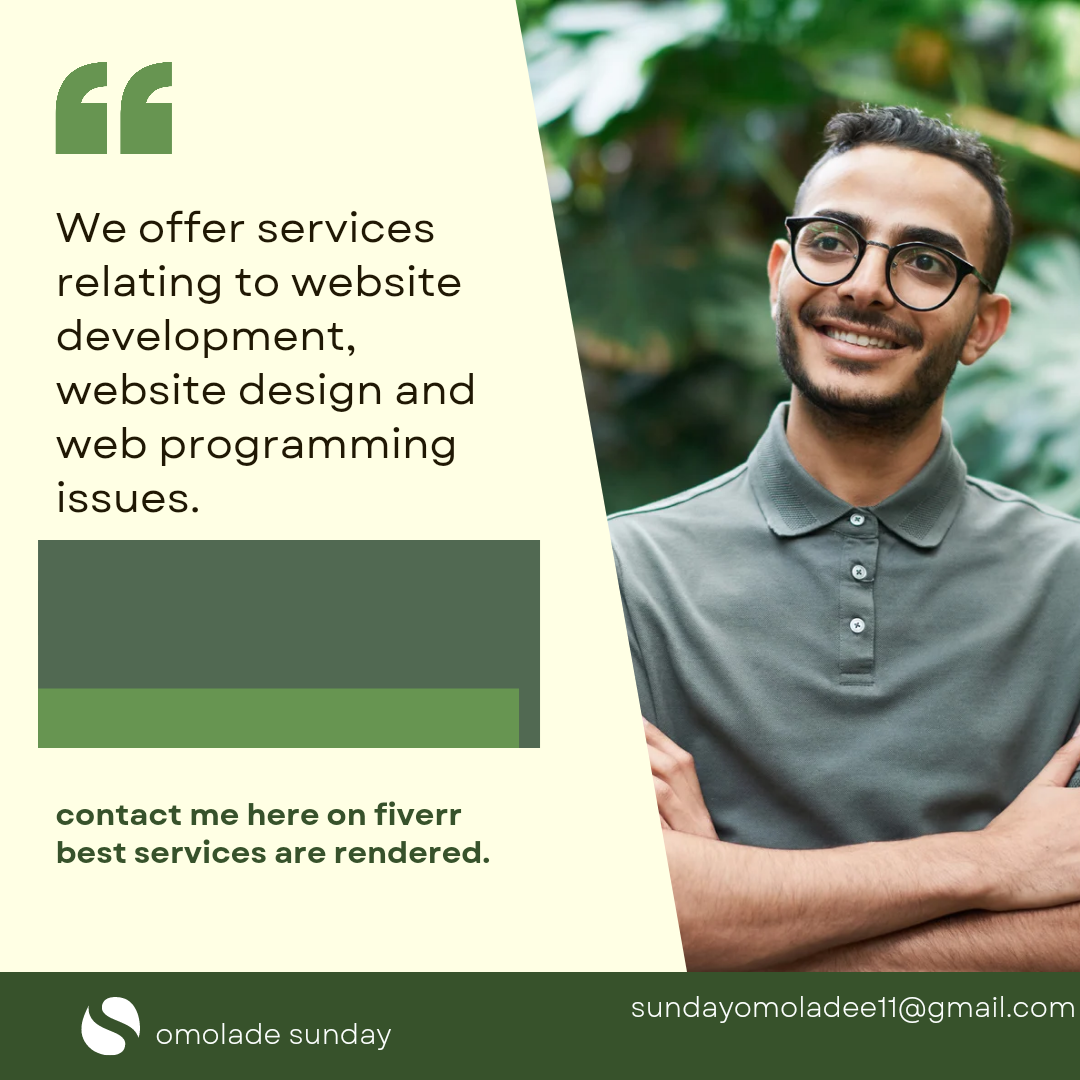 We offer services
relating to website
development,
website design and
web programming
issues.
contact me here on fiverr
best services are rendered.
omolade sunday
sundayomoladee11@gmail.com